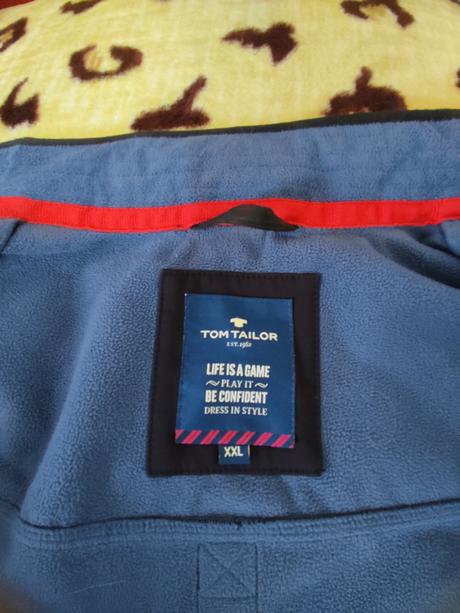 TOM TAILOR
EST. 1962
LIFE IS A GAME
~ PLAY IT ~
BE CONFIDENT
DRESS IN STYLE
XXL